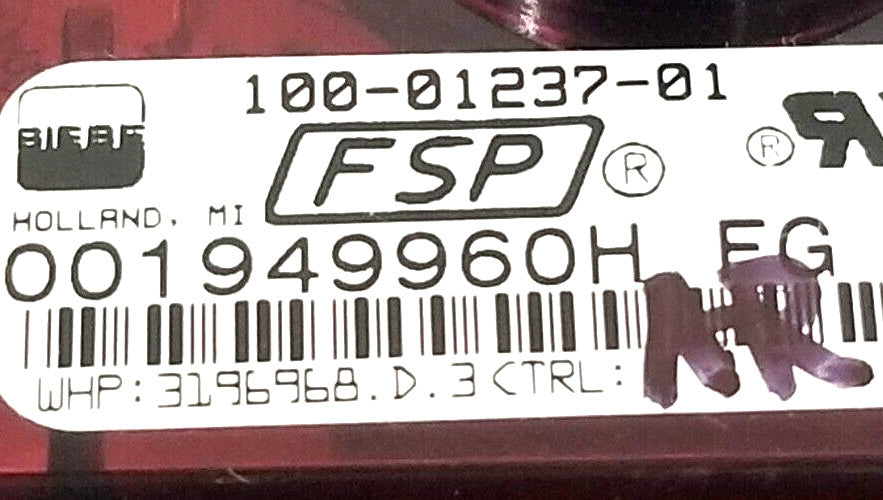 100-01237-01
FSP ®
®
HOLLAND, MI
001949960H EG
WHP:3196968.D.3 CTRL: